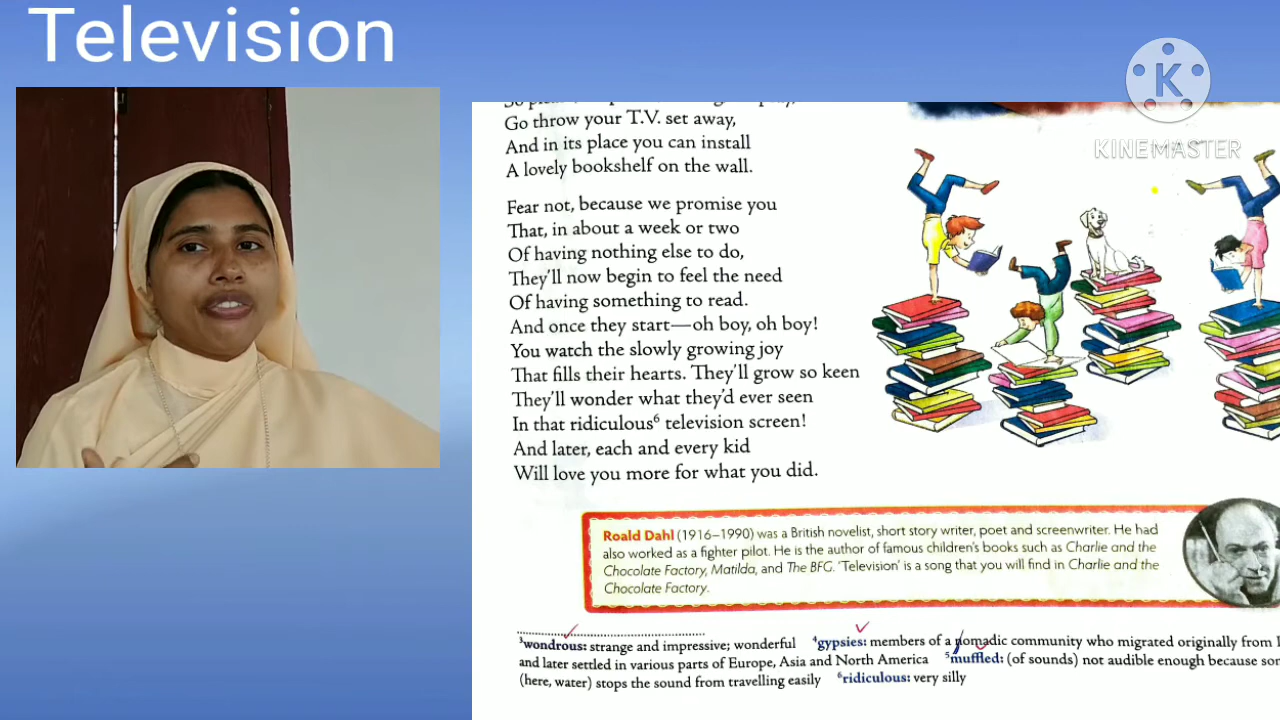 Television
K
KINEMASTER
Go throw your T.V. set away,
And in its place you can install
A lovely bookshelf on the wall.
Fear not, because we promise you
That, in about a week or two
Of having nothing else to do,
They'll now begin to feel the need
Of having something to read.
And once they start—oh boy, oh boy!
You watch the slowly growing joy
That fills their hearts. They'll grow so keen
They'll wonder what they'd ever seen
In that ridiculous⁶ television screen!
And later, each and every kid
Will love you more for what you did.
Roald Dahl (1916–1990) was a British novelist, short story writer, poet and screenwriter. He had
also worked as a fighter pilot. He is the author of famous children's books such as Charlie and the
Chocolate Factory, Matilda, and The BFG. 'Television' is a song that you will find in Charlie and the
Chocolate Factory.
³wondrous: strange and impressive; wonderful ⁴gypsies: members of a nomadic community who migrated originally from
and later settled in various parts of Europe, Asia and North America ⁵muffled: (of sounds) not audible enough because
(here, water) stops the sound from travelling easily ⁶ridiculous: very silly